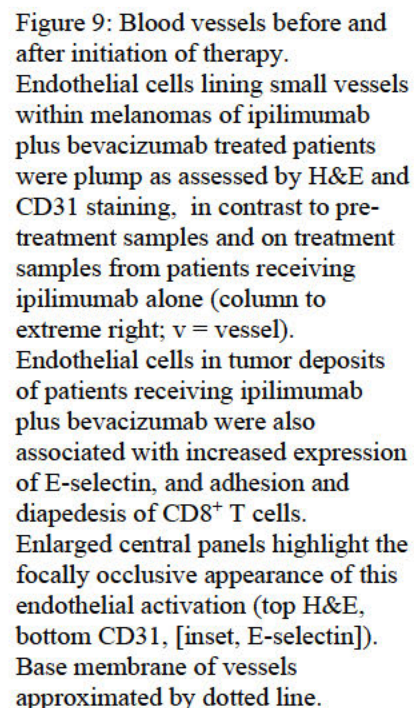 Figure 9: Blood vessels before and
after initiation of therapy.
Endothelial cells lining small vessels
within melanomas of ipilimumab
plus bevacizumab treated patients
were plump as assessed by H&E and
CD31 staining,  in contrast to pre-
treatment samples and on treatment
samples from patients receiving
ipilimumab alone (column to
extreme right; v = vessel).
Endothelial cells in tumor deposits
of patients receiving ipilimumab
plus bevacizumab were also
associated with increased expression
of E-selectin, and adhesion and
diapedesis of CD8⁺ T cells.
Enlarged central panels highlight the
focally occlusive appearance of this
endothelial activation (top H&E,
bottom CD31, [inset, E-selectin]).
Base membrane of vessels
approximated by dotted line.